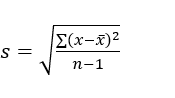 s = √(Σ(x−x̄)²/(n−1))